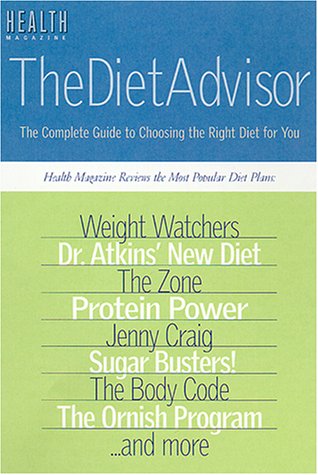 HEALTH
MAGAZINE
TheDietAdvisor
The Complete Guide to Choosing the Right Diet for You
Health Magazine Reviews the Most Popular Diet Plans:
Weight Watchers
Dr. Atkins' New Diet
The Zone
Protein Power
Jenny Craig
Sugar Busters!
The Body Code
The Ornish Program
...and more